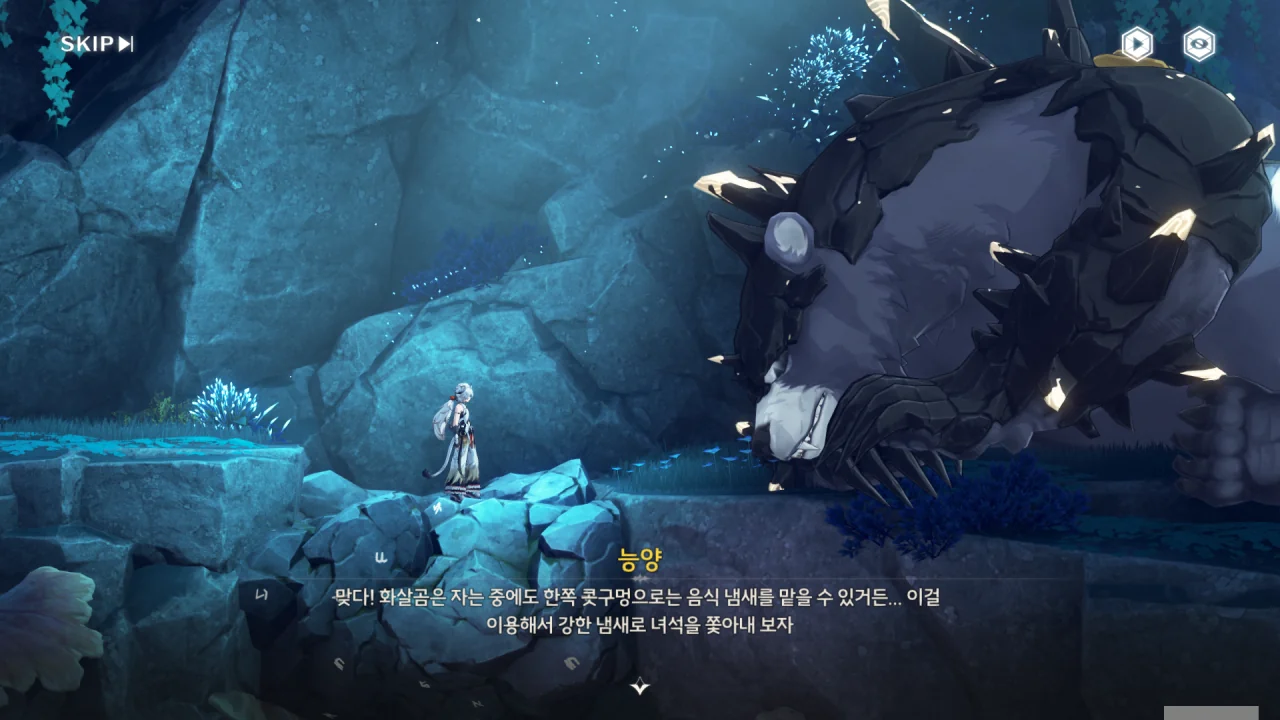 SKIP
능양
맞다! 화살곰은 자는 중에도 한쪽 콧구멍으로는 음식 냄새를 맡을 수 있거든... 이걸
이용해서 강한 냄새로 녀석을 쫓아내 보자